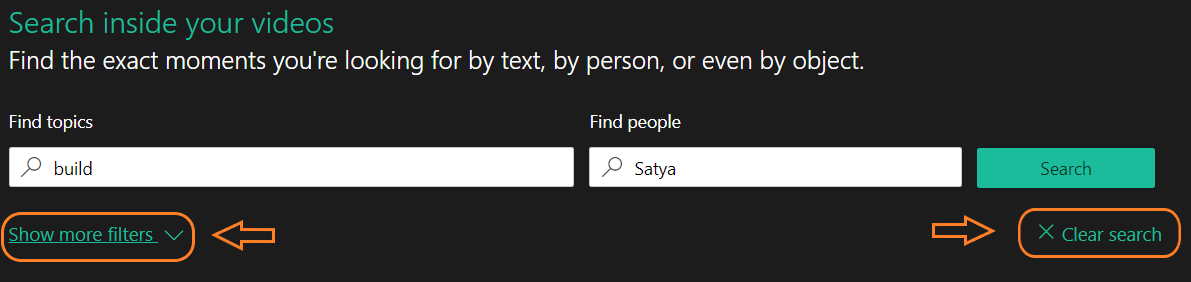 Search inside your videos
Find the exact moments you're looking for by text, by person, or even by object.
Find topics
Find people
build
Satya
Search
Show more filters
Clear search